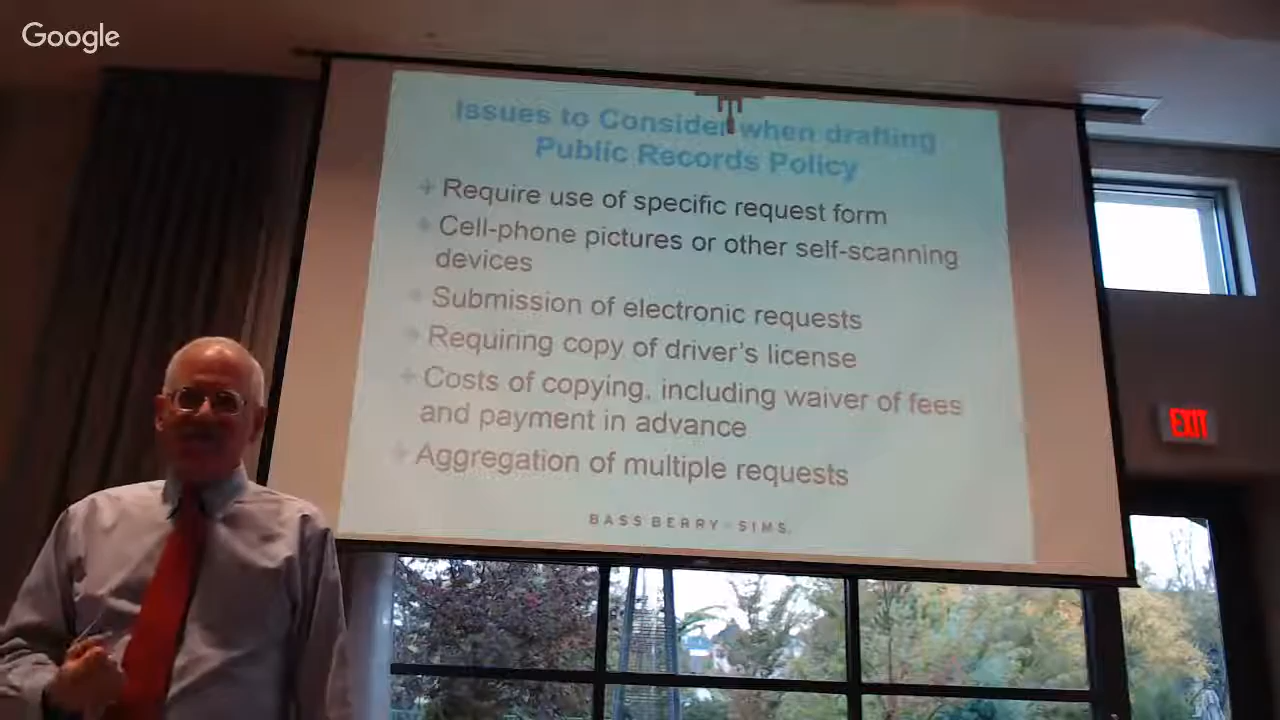 Google
Issues to Consider when drafting
Public Records Policy
Require use of specific request form
Cell-phone pictures or other self-scanning
devices
Submission of electronic requests
Requiring copy of driver's license
Costs of copying, including waiver of fees
and payment in advance
Aggregation of multiple requests
BASS BERRY + SIMS.
EXIT